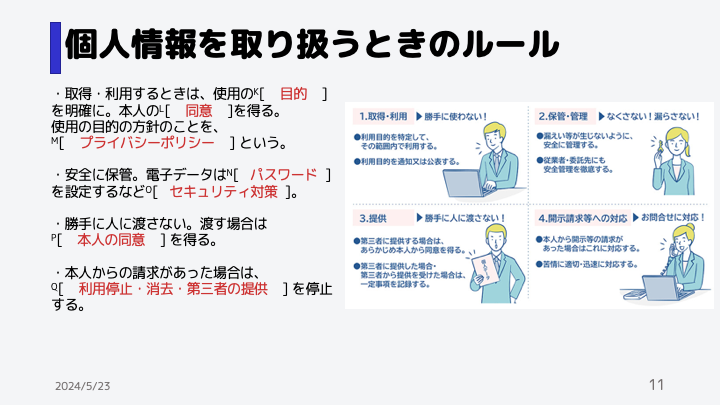 個人情報を取り扱うときのルール
・取得・利用するときは、使用のK[　目的　]
を明確に。本人のL[　同意　]を得る。
使用の目的の方針のことを、
M[　プライバシーポリシー　] という。
・安全に保管。電子データはN[　パスワード　]
を設定するなどO[　セキュリティ対策　]。
・勝手に人に渡さない。渡す場合は
P[　本人の同意　] を得る。
・本人からの請求があった場合は、
Q[　利用停止・消去・第三者の提供　] を停止
する。
1.取得・利用 ▶勝手に使わない！
●利用目的を特定して、
その範囲内で利用する。
●利用目的を通知又は公表する。
2.保管・管理 ▶なくさない！漏らさない！
●漏えい等が生じないように、
安全に管理する。
●従業者・委託先にも
安全管理を徹底する。
3.提供 ▶勝手に人に渡さない！
●第三者に提供する場合は、
あらかじめ本人から同意を得る。
●第三者に提供した場合・
第三者から提供を受けた場合は、
一定事項を記録する。
個人データ
4.開示請求等への対応 ▶お問合せに対応！
●本人から開示等の請求が
あった場合はこれに対応する。
●苦情に適切・迅速に対応する。
2024/5/23
11